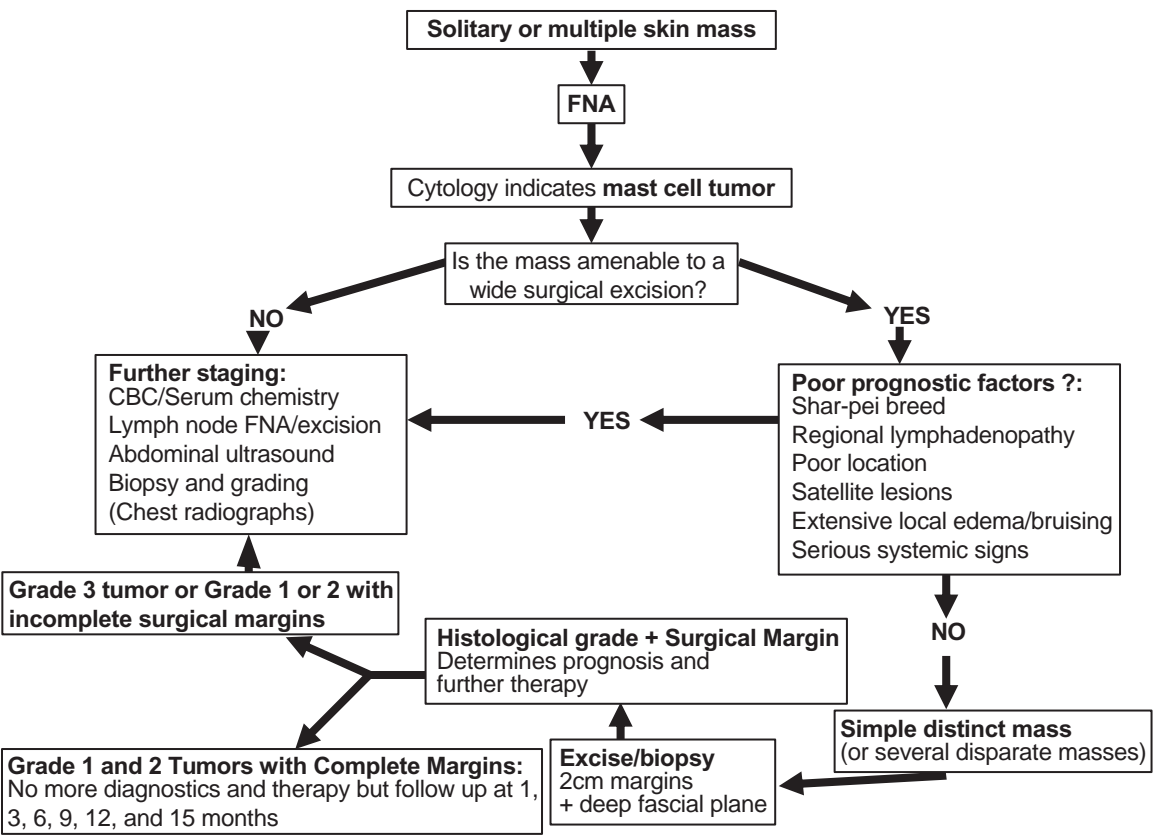 Solitary or multiple skin mass
FNA
Cytology indicates mast cell tumor
Is the mass amenable to a
wide surgical excision?
NO
YES
Further staging:
CBC/Serum chemistry
Lymph node FNA/excision
Abdominal ultrasound
Biopsy and grading
(Chest radiographs)
YES
Poor prognostic factors ?:
Shar-pei breed
Regional lymphadenopathy
Poor location
Satellite lesions
Extensive local edema/bruising
Serious systemic signs
NO
Simple distinct mass
(or several disparate masses)
Excise/biopsy
2cm margins
+ deep fascial plane
Histological grade + Surgical Margin
Determines prognosis and
further therapy
Grade 3 tumor or Grade 1 or 2 with
incomplete surgical margins
Grade 1 and 2 Tumors with Complete Margins:
No more diagnostics and therapy but follow up at 1,
3, 6, 9, 12, and 15 months